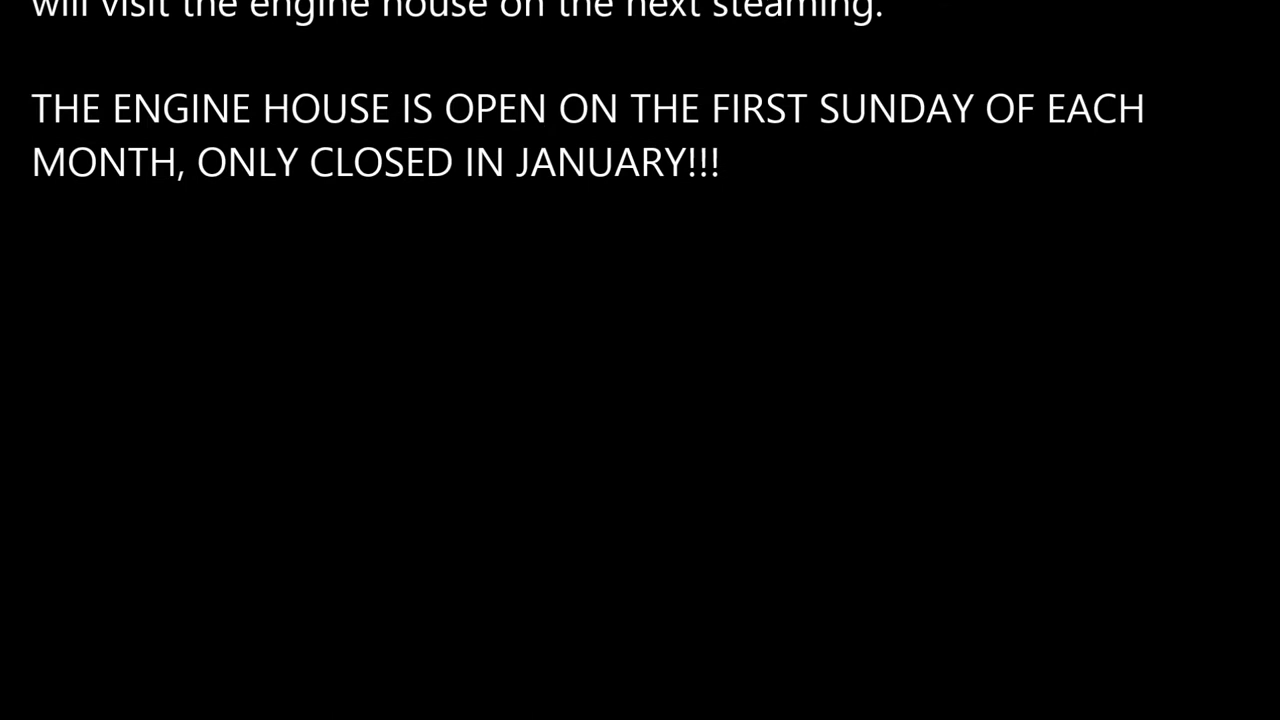 will visit the engine house on the next steaming.
THE ENGINE HOUSE IS OPEN ON THE FIRST SUNDAY OF EACH
MONTH, ONLY CLOSED IN JANUARY!!!